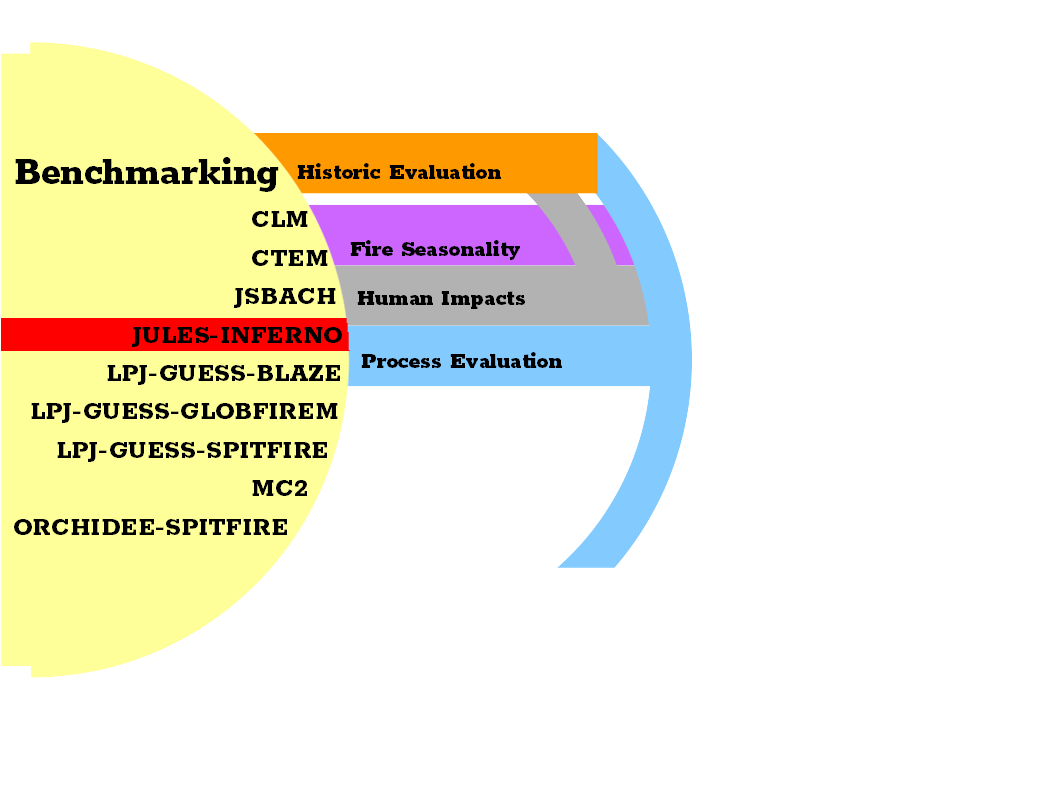 Benchmarking
Historic Evaluation
CLM
Fire Seasonality
CTEM
JSBACH
Human Impacts
JULES-INFERNO
Process Evaluation
LPJ-GUESS-BLAZE
LPJ-GUESS-GLOBFIREM
LPJ-GUESS-SPITFIRE
MC2
ORCHIDEE-SPITFIRE